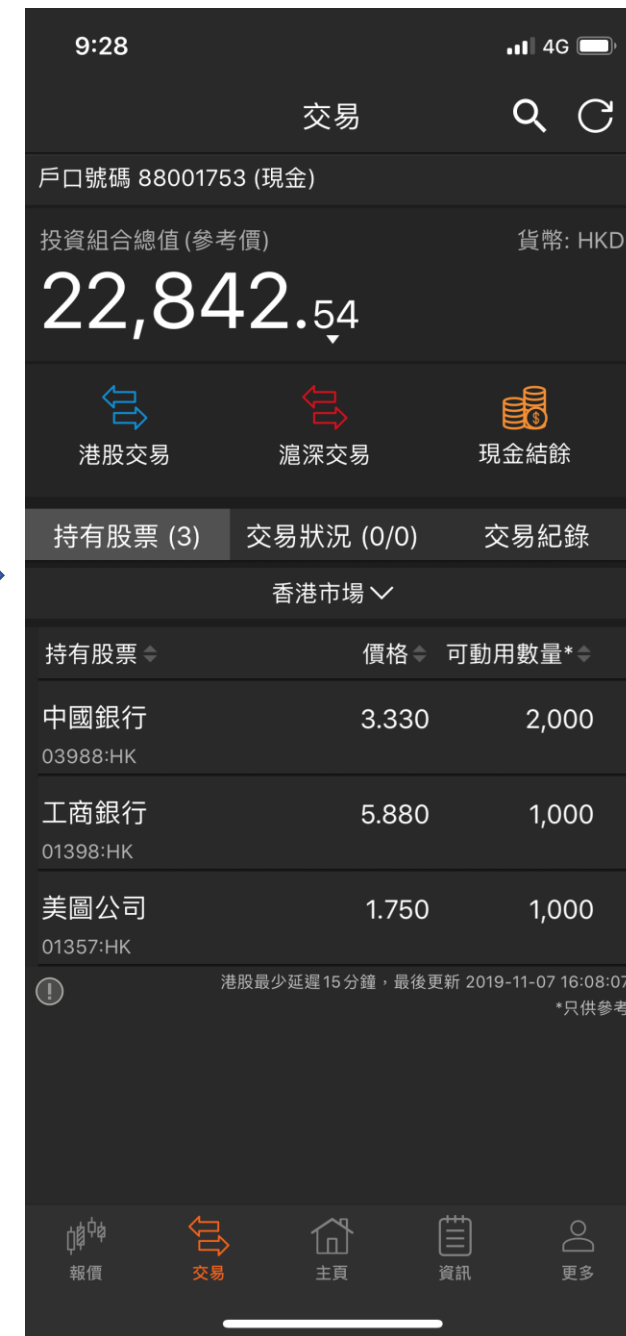 9:28 4G
交易
戶口號碼 88001753 (現金)
投資組合總值 (參考價) 貨幣: HKD
22,842.54
港股交易 滬深交易 現金結餘
持有股票 (3) 交易狀況 (0/0) 交易紀錄
香港市場
持有股票 價格 可動用數量*
中國銀行 3.330 2,000
03988:HK
工商銀行 5.880 1,000
01398:HK
美圖公司 1.750 1,000
01357:HK
港股最少延遲15分鐘，最後更新 2019-11-07 16:08:07
*只供參考
報價 交易 主頁 資訊 更多